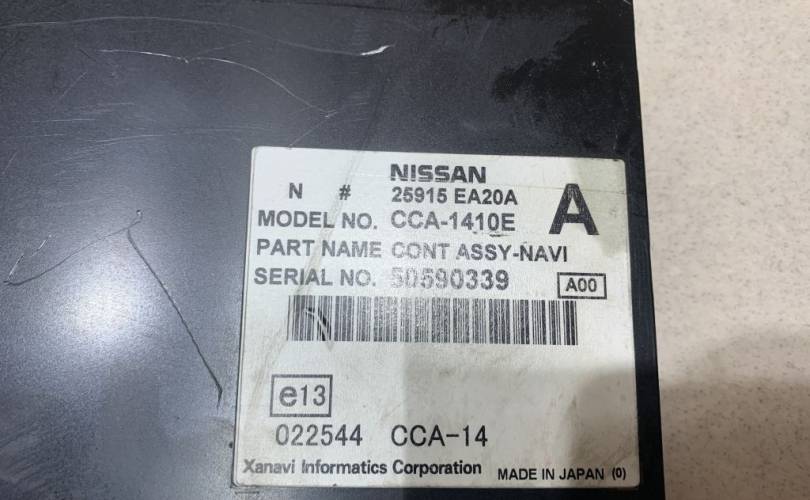 NISSAN
N # 25915 EA20A
A
MODEL NO. CCA-1410E
PART NAME CONT ASSY-NAVI
SERIAL NO. 50590339
A00
e13
022544 CCA-14
Xanavi Informatics Corporation MADE IN JAPAN (0)